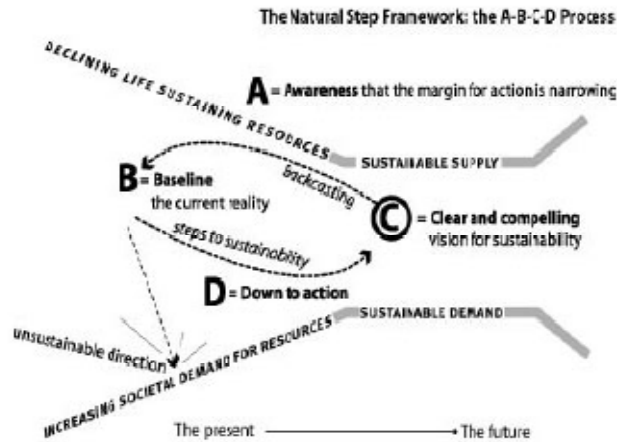 The Natural Step Framework: the A-B-C-D Process
DECLINING LIFE SUSTAINING RESOURCES
A = Awareness that the margin for action is narrowing
SUSTAINABLE SUPPLY
backcasting
B = Baseline
the current reality
C = Clear and compelling
vision for sustainability
steps to sustainability
D = Down to action
SUSTAINABLE DEMAND
unsustainable direction
INCREASING SOCIETAL DEMAND FOR RESOURCES
The present
The future